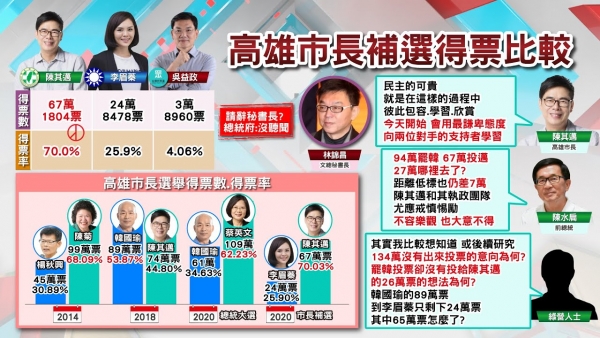 高雄市長補選得票比較
陳其邁
李眉蓁
吳益政
得票數
67萬1804票
24萬8478票
3萬8960票
得票率
70.0%
25.9%
4.06%
請辭秘書長?
總統府:沒聽聞
林錦昌
文總秘書長
民主的可貴
就是在這樣的過程中
彼此包容.學習.欣賞
今天開始 會用最謙卑態度
向兩位對手的支持者學習
陳其邁
高雄市長
94萬罷韓 67萬投邁
27萬哪裡去了?
距離低標也仍差7萬
陳其邁和其執政團隊
尤應戒慎惕勵
不容樂觀 也大意不得
陳水扁
前總統
其實我比較想知道 或後續研究
134萬沒有出來投票的意向為何?
罷韓投票卻沒有投給陳其邁
的26萬票的想法為何?
韓國瑜的89萬票
到李眉蓁只剩下24萬票
其中65萬票怎麼了?
綠營人士
高雄市長選舉得票數.得票率
楊秋興
45萬票
30.89%
陳菊
99萬票
68.09%
韓國瑜
89萬票
53.87%
陳其邁
74萬票
44.80%
韓國瑜
61萬
34.63%
蔡英文
109萬
62.23%
李眉蓁
24萬票
25.90%
陳其邁
67萬票
70.03%
2014
2018
2020
總統大選
2020
市長補選